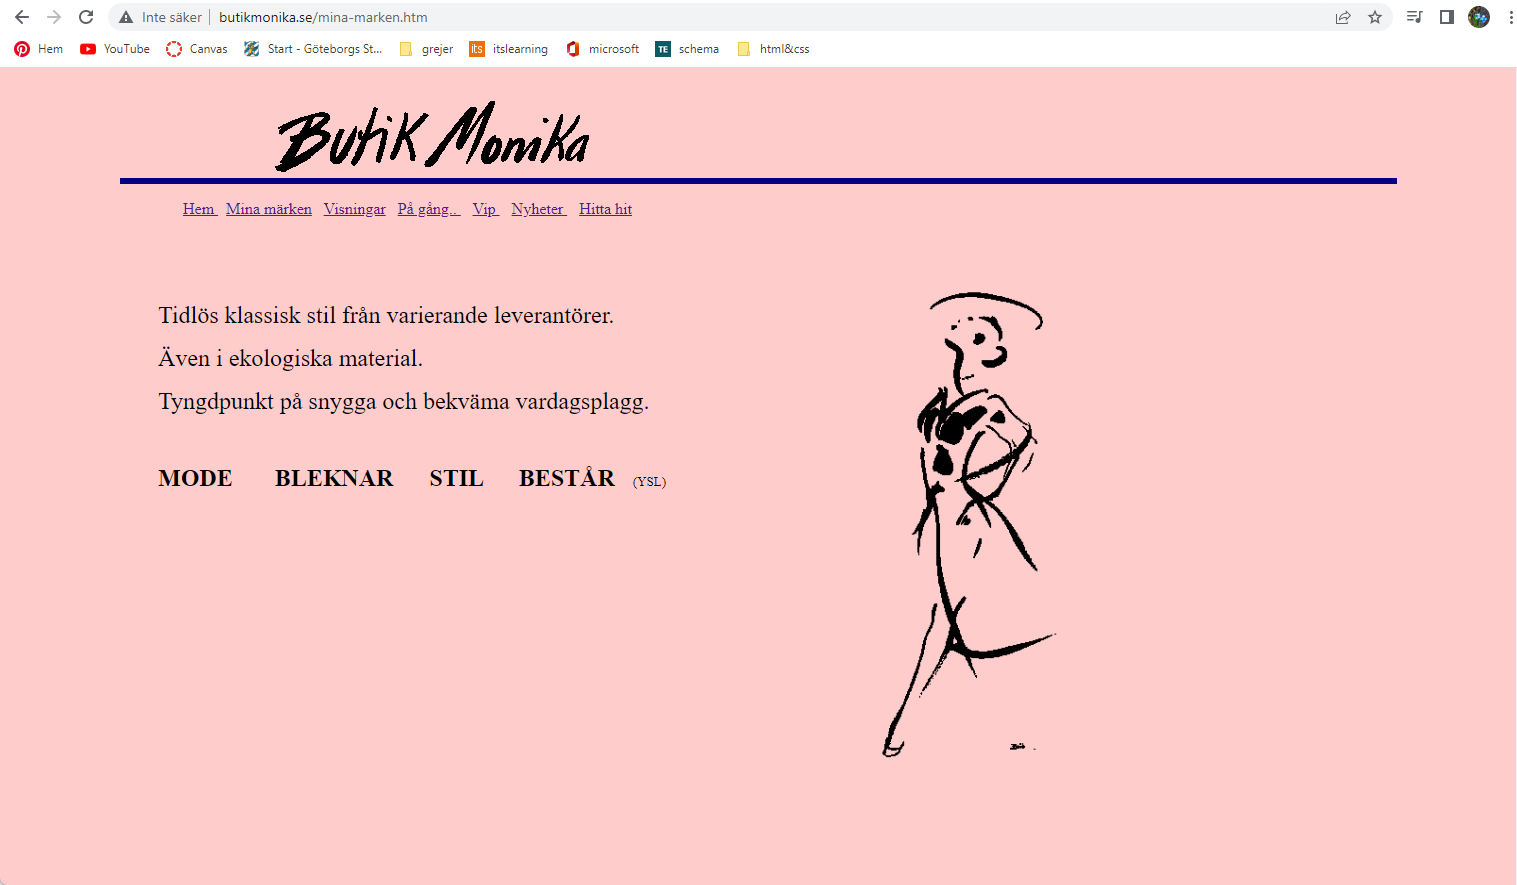 Inte säker butikmonika.se/mina-marken.htm
Hem YouTube Canvas Start - Göteborgs St... grejer itslearning microsoft schema html&css
Butik Monika
Hem Mina märken Visningar På gång.. Vip Nyheter Hitta hit
Tidlös klassisk stil från varierande leverantörer.
Även i ekologiska material.
Tyngdpunkt på snygga och bekväma vardagsplagg.
MODE BLEKNAR STIL BESTÅR (YSL)